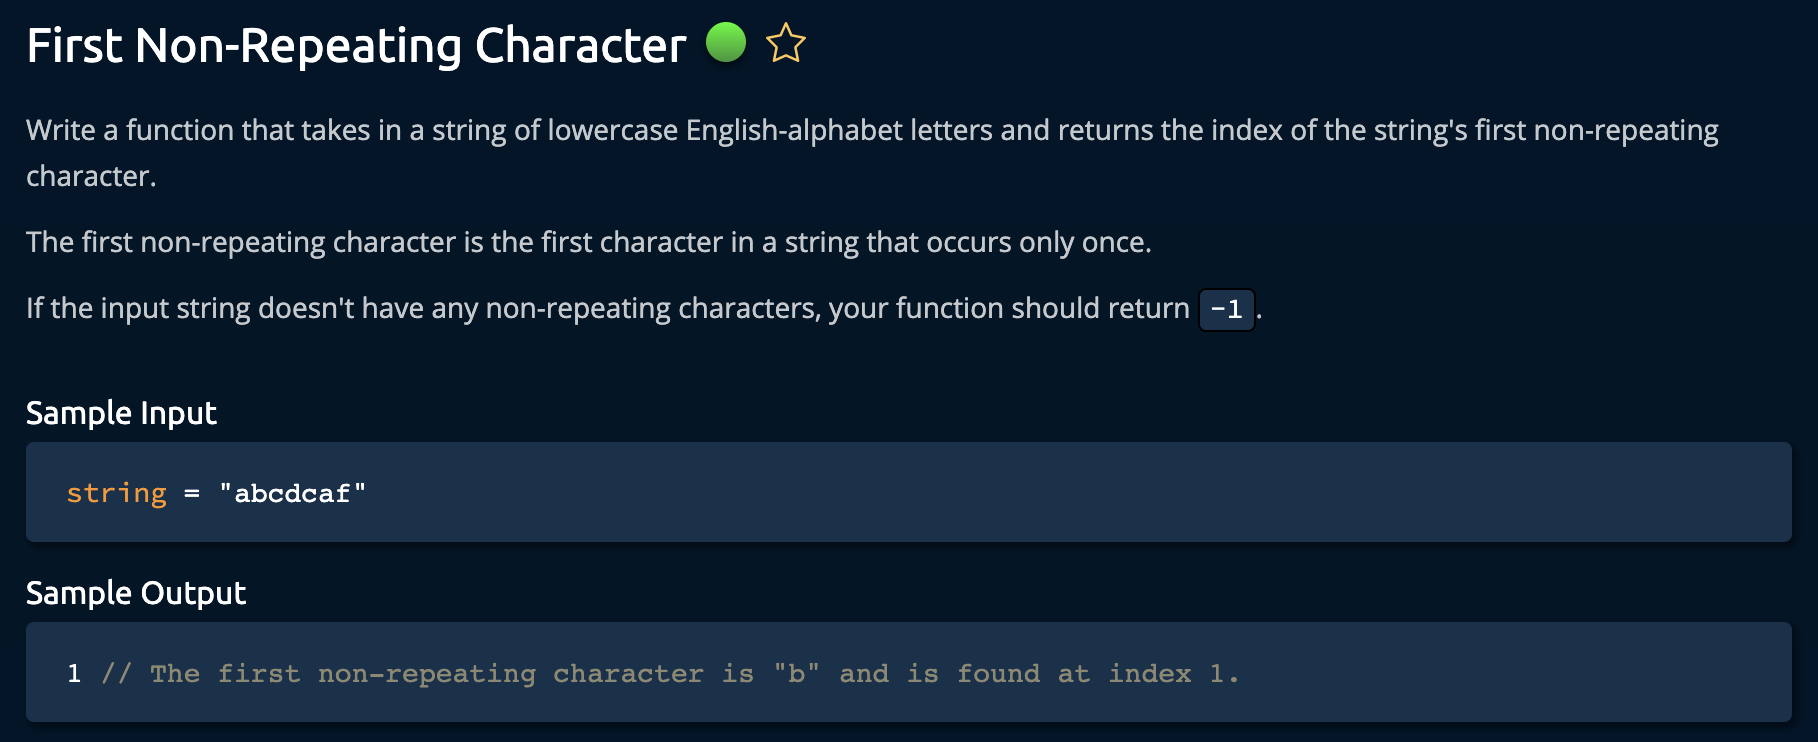 First Non-Repeating Character
Write a function that takes in a string of lowercase English-alphabet letters and returns the index of the string's first non-repeating
character.
The first non-repeating character is the first character in a string that occurs only once.
If the input string doesn't have any non-repeating characters, your function should return -1.
Sample Input
string = "abcdcaf"
Sample Output
1 // The first non-repeating character is "b" and is found at index 1.